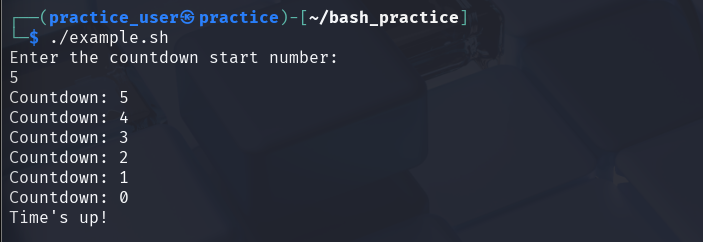 ┌──(practice_user㉿practice)-[~/bash_practice]
└─$ ./example.sh
Enter the countdown start number:
5
Countdown: 5
Countdown: 4
Countdown: 3
Countdown: 2
Countdown: 1
Countdown: 0
Time's up!